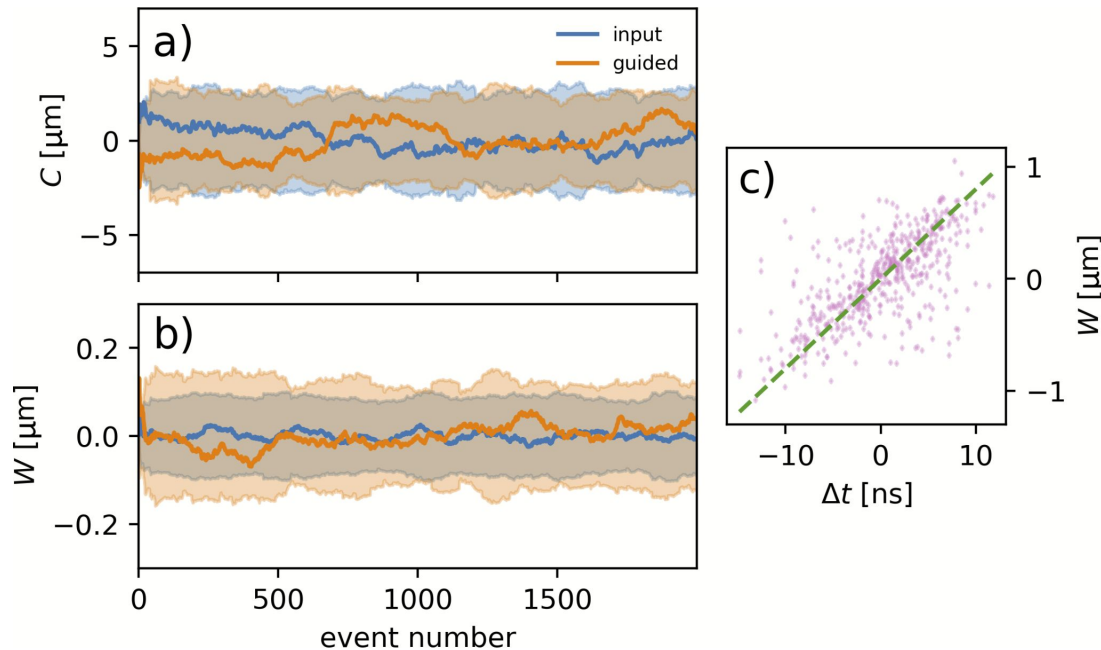 a)
input
guided
5
0
−5
C [μm]
b)
0.2
0.0
−0.2
W [μm]
0
500
1000
1500
event number
c)
1
0
−1
W [μm]
−10
0
10
Δt [ns]